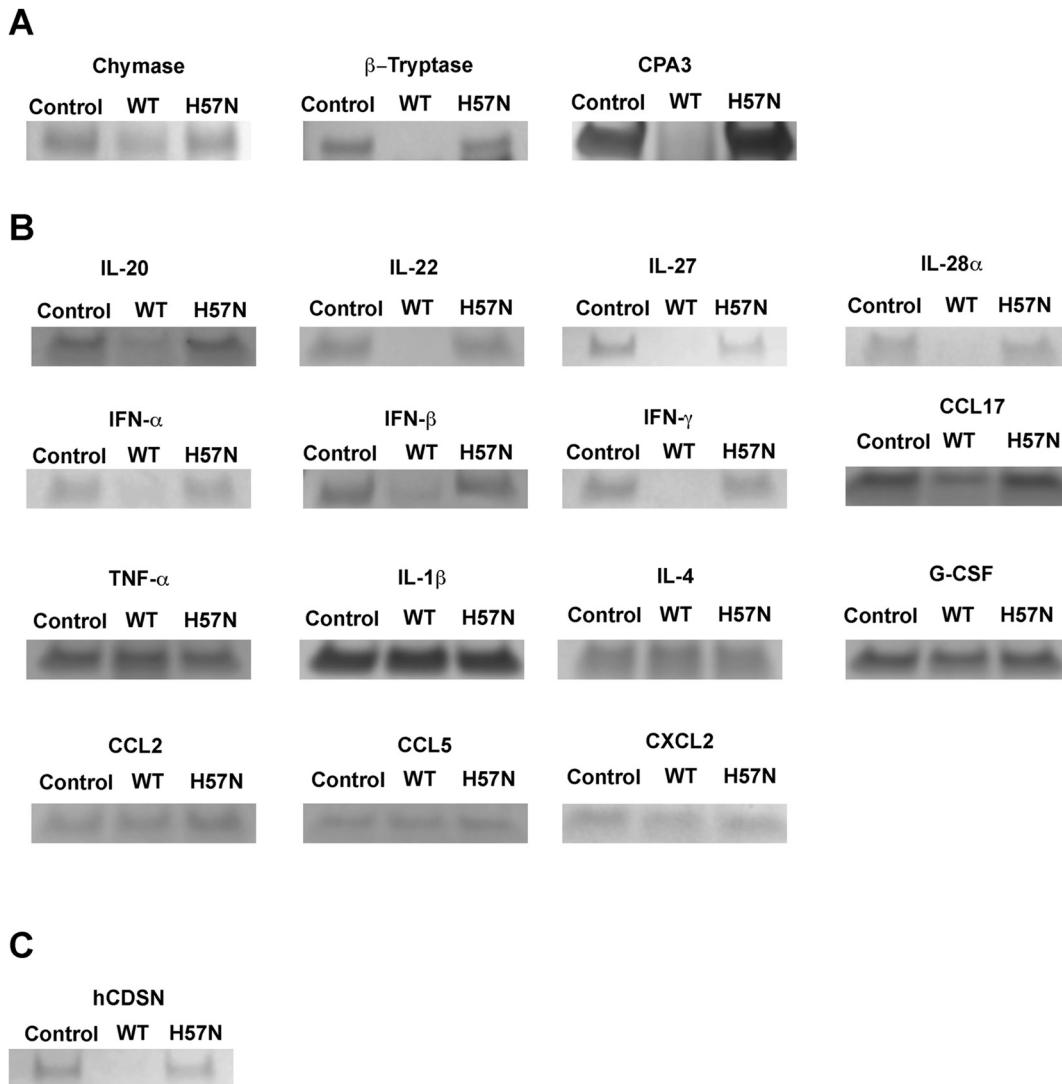 A
Chymase β–Tryptase CPA3
Control WT H57N Control WT H57N Control WT H57N
B
IL-20 IL-22 IL-27 IL-28α
Control WT H57N Control WT H57N Control WT H57N Control WT H57N
IFN-α IFN-β IFN-γ CCL17
Control WT H57N Control WT H57N Control WT H57N Control WT H57N
TNF-α IL-1β IL-4 G-CSF
Control WT H57N Control WT H57N Control WT H57N Control WT H57N
CCL2 CCL5 CXCL2
Control WT H57N Control WT H57N Control WT H57N
C
hCDSN
Control WT H57N